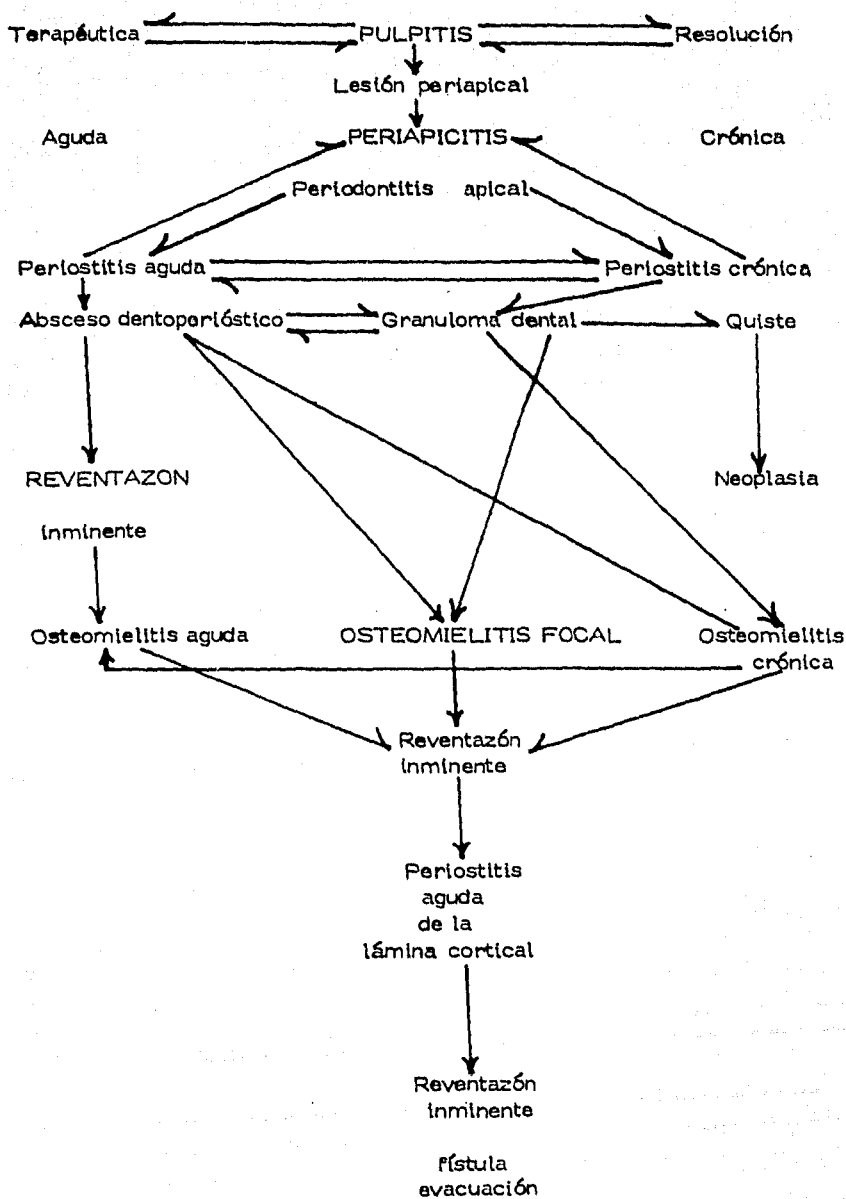 Terapéutica PULPITIS Resolución
Lesión periapical
Aguda PERIAPICITIS Crónica
Periodontitis apical
Periostitis aguda Periostitis crónica
Absceso dentoperióstico Granuloma dental Quiste
REVENTAZON Neoplasia
inminente
Osteomielitis aguda OSTEOMIELITIS FOCAL Osteomielitis
crónica
Reventazón
inminente
Periostitis
aguda
de la
lámina cortical
Reventazón
inminente
fístula
evacuación